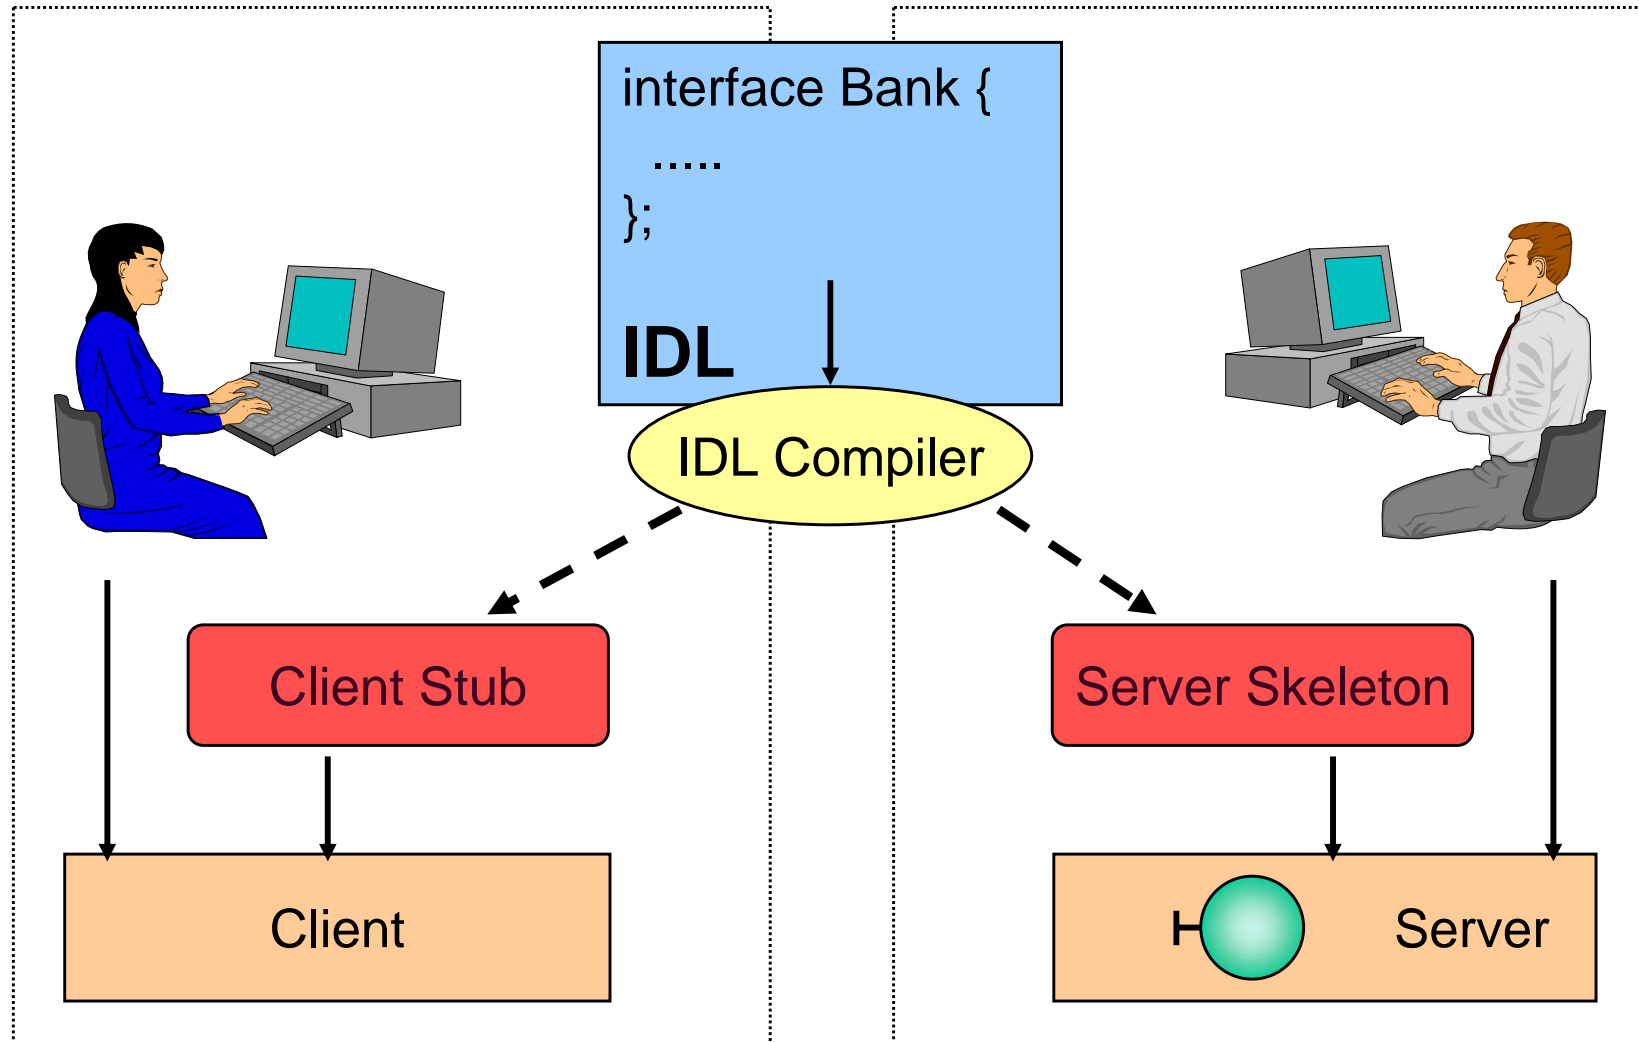 interface Bank {
.....
};
IDL
IDL Compiler
Client Stub
Server Skeleton
Client
Server